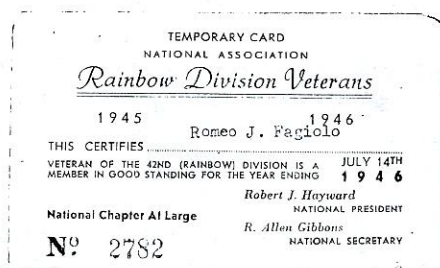 TEMPORARY CARD
NATIONAL ASSOCIATION
Rainbow Division Veterans
1945 1946
Romeo J. Fagiolo
THIS CERTIFIES
VETERAN OF THE 42ND (RAINBOW) DIVISION IS A
MEMBER IN GOOD STANDING FOR THE YEAR ENDING
JULY 14TH
1946
Robert J. Hayward
NATIONAL PRESIDENT
National Chapter At Large
R. Allen Gibbons
NATIONAL SECRETARY
Nº 2782